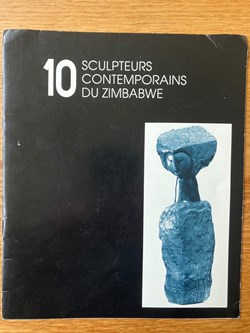 10 SCULPTEURS
CONTEMPORAINS
DU ZIMBABWE